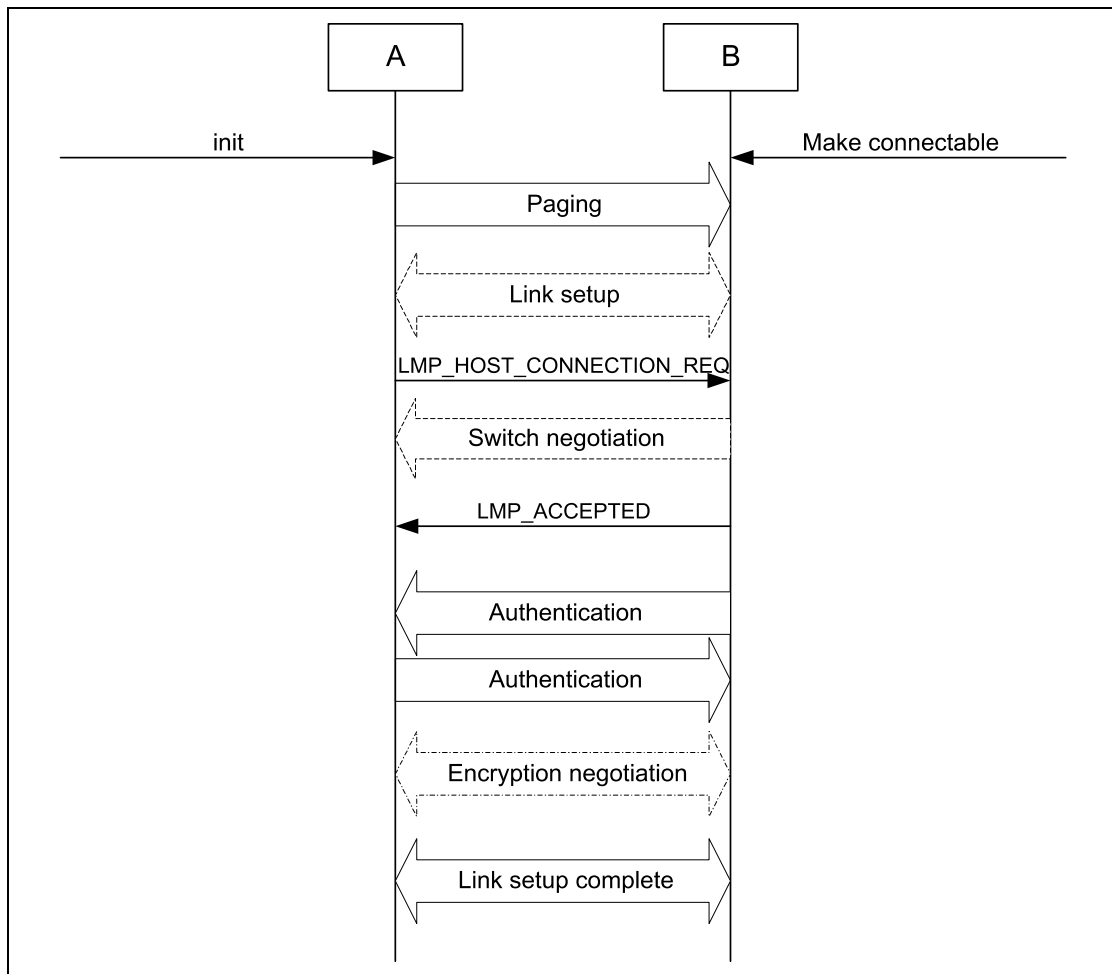 A
B
init
Make connectable
Paging
Link setup
LMP_HOST_CONNECTION_REQ
Switch negotiation
LMP_ACCEPTED
Authentication
Authentication
Encryption negotiation
Link setup complete